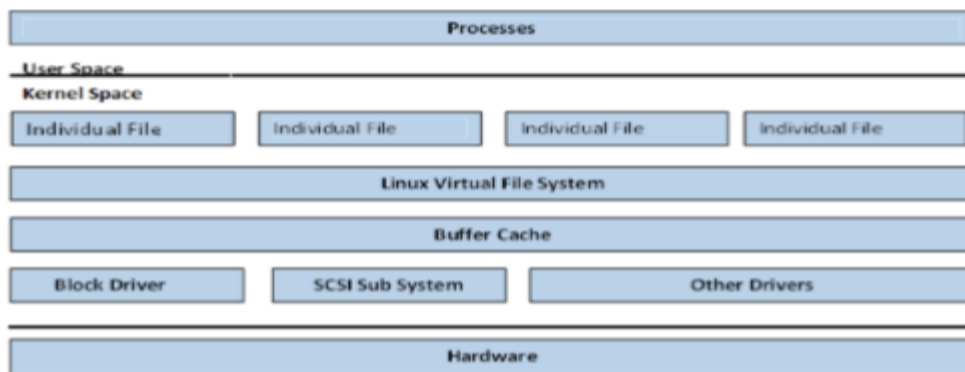 Processes
User Space
Kernel Space
Individual File Individual File Individual File Individual File
Linux Virtual File System
Buffer Cache
Block Driver SCSI Sub System Other Drivers
Hardware